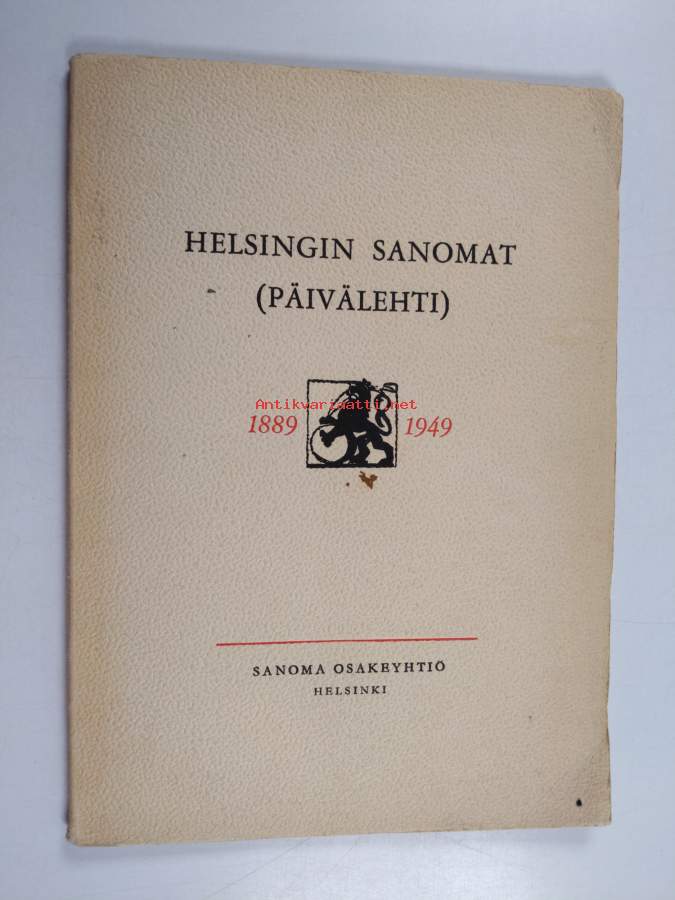 HELSINGIN SANOMAT
(PÄIVÄLEHTI)
Antikvariaatti.net
1889 1949
SANOMA OSAKEYHTIÖ
HELSINKI